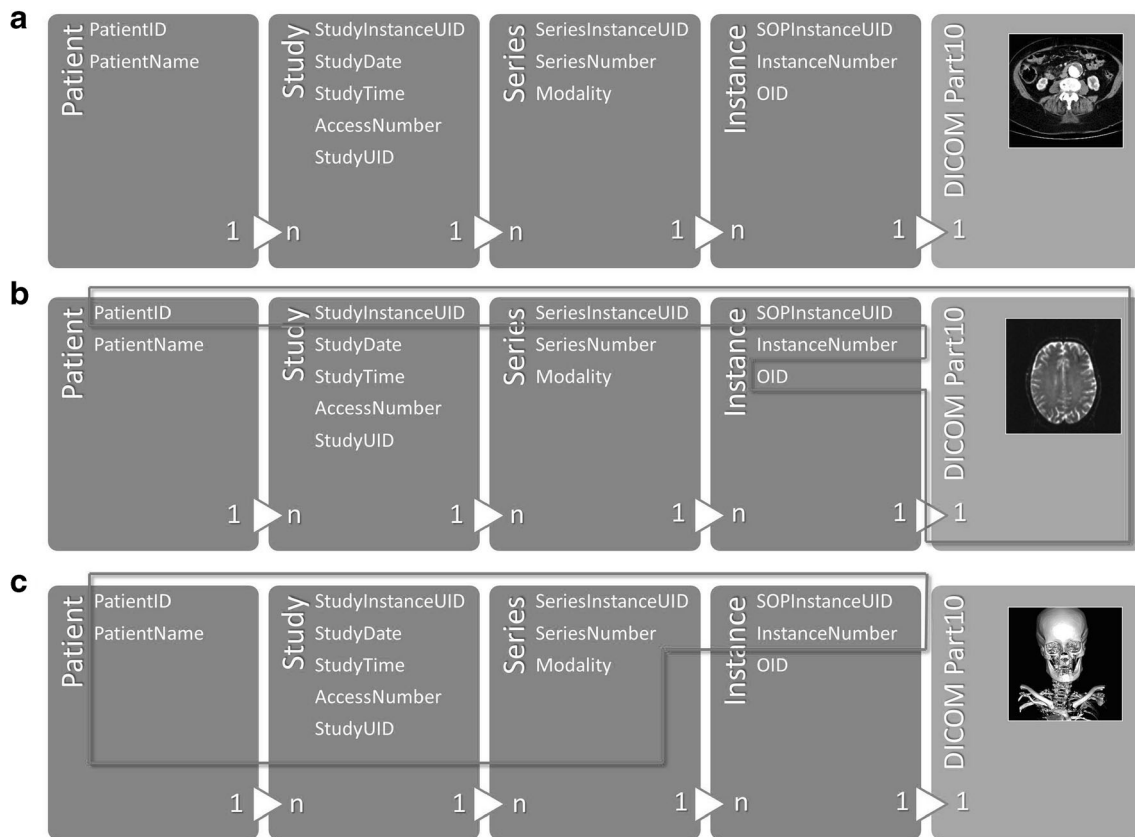 a
Patient
PatientID
PatientName
1
Study
StudyInstanceUID
StudyDate
StudyTime
AccessNumber
StudyUID
n
1
Series
SeriesInstanceUID
SeriesNumber
Modality
n
1
Instance
SOPInstanceUID
InstanceNumber
OID
n
1
DICOM Part10
1
b
Patient
PatientID
PatientName
1
Study
StudyInstanceUID
StudyDate
StudyTime
AccessNumber
StudyUID
n
1
Series
SeriesInstanceUID
SeriesNumber
Modality
n
1
Instance
SOPInstanceUID
InstanceNumber
OID
n
1
DICOM Part10
1
c
Patient
PatientID
PatientName
1
Study
StudyInstanceUID
StudyDate
StudyTime
AccessNumber
StudyUID
n
1
Series
SeriesInstanceUID
SeriesNumber
Modality
n
1
Instance
SOPInstanceUID
InstanceNumber
OID
n
1
DICOM Part10
1